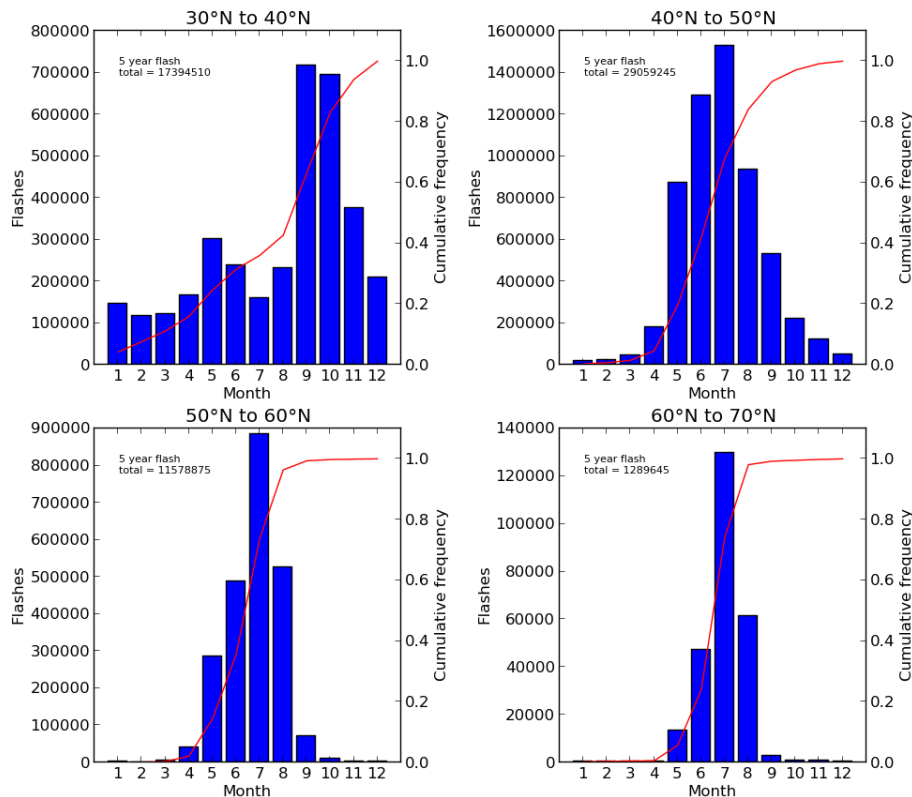 30°N to 40°N
800000
700000
600000
500000
400000
300000
200000
100000
0
Flashes
5 year flash
total = 17394510
1.0
0.8
0.6
0.4
0.2
0.0
Cumulative frequency
1 2 3 4 5 6 7 8 9 10 11 12
Month
40°N to 50°N
1600000
1400000
1200000
1000000
800000
600000
400000
200000
0
Flashes
5 year flash
total = 29059245
1.0
0.8
0.6
0.4
0.2
0.0
Cumulative frequency
1 2 3 4 5 6 7 8 9 10 11 12
Month
50°N to 60°N
900000
800000
700000
600000
500000
400000
300000
200000
100000
0
Flashes
5 year flash
total = 11578875
1.0
0.8
0.6
0.4
0.2
0.0
Cumulative frequency
1 2 3 4 5 6 7 8 9 10 11 12
Month
60°N to 70°N
140000
120000
100000
80000
60000
40000
20000
0
Flashes
5 year flash
total = 1289645
1.0
0.8
0.6
0.4
0.2
0.0
Cumulative frequency
1 2 3 4 5 6 7 8 9 10 11 12
Month